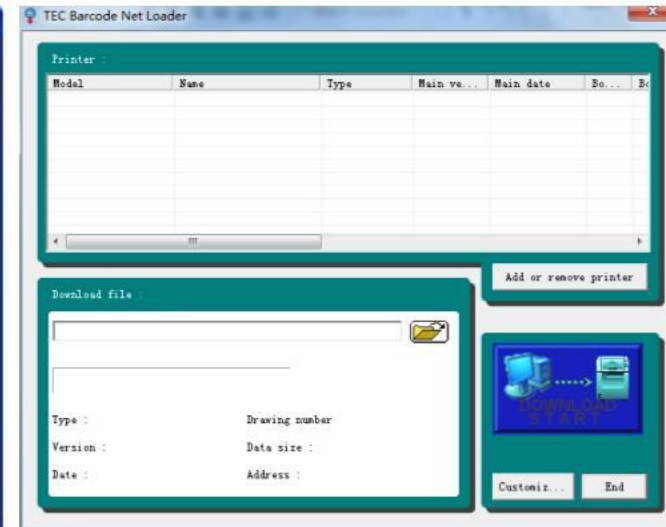 TEC Barcode Net Loader
Printer :
Model Name Type Main ve... Main date Bo... Bo
Add or remove printer
Download file :
DOWNLOAD
START
Type : Drawing number
Version : Data size :
Date : Address :
Customiz... End